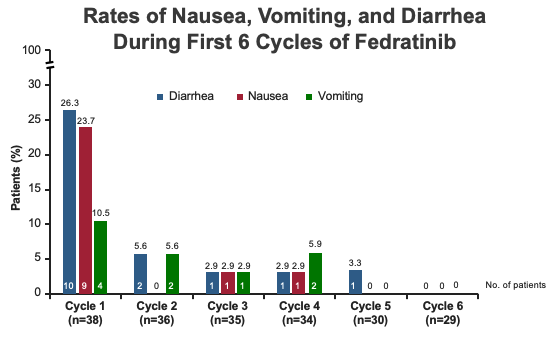 Rates of Nausea, Vomiting, and Diarrhea
During First 6 Cycles of Fedratinib
Patients (%)
100
30
25
20
15
10
5
0
Diarrhea Nausea Vomiting
26.3 23.7 10.5
5.6 5.6
2.9 2.9 2.9
2.9 2.9 5.9
3.3
10 9 4
2 0 2
1 1 1
1 1 2
1 0 0
0 0 0
No. of patients
Cycle 1 Cycle 2 Cycle 3 Cycle 4 Cycle 5 Cycle 6
(n=38) (n=36) (n=35) (n=34) (n=30) (n=29)